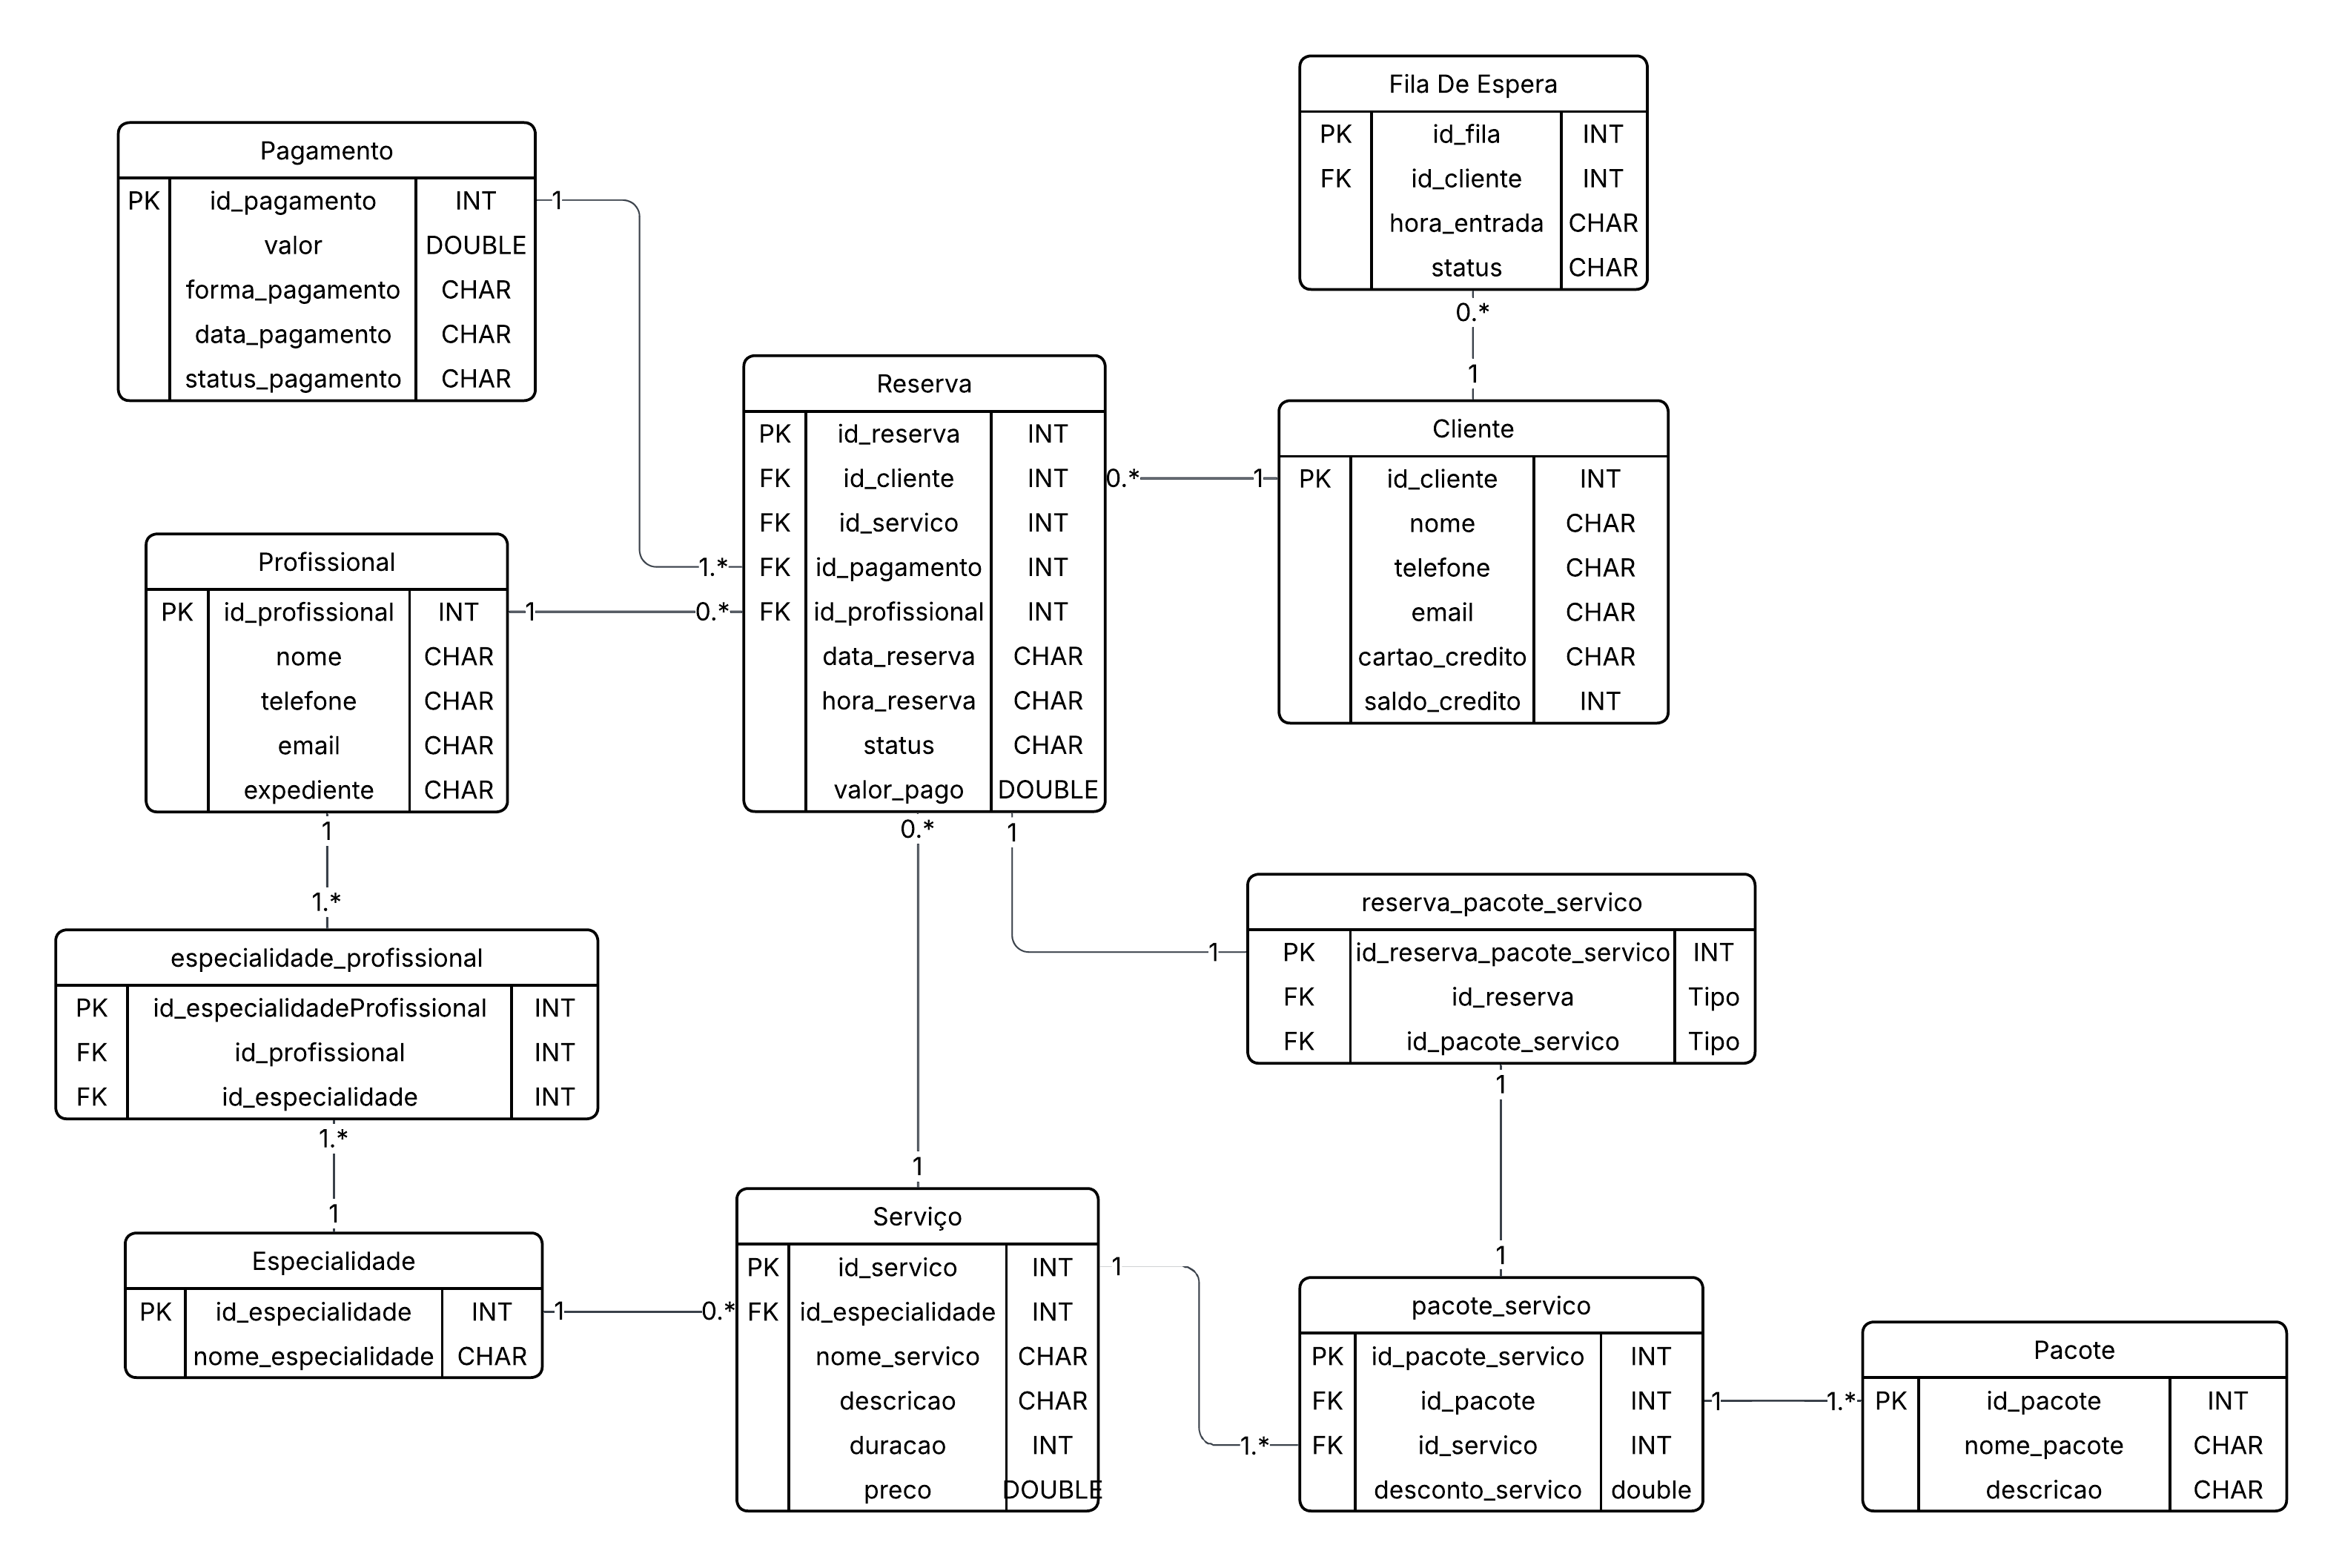 Fila De Espera
PK id_fila INT
FK id_cliente INT
hora_entrada CHAR
status CHAR
0.*
1
Pagamento
PK id_pagamento INT
valor DOUBLE
forma_pagamento CHAR
data_pagamento CHAR
status_pagamento CHAR
1
1.*
Reserva
PK id_reserva INT
FK id_cliente INT
FK id_servico INT
FK id_pagamento INT
FK id_profissional INT
data_reserva CHAR
hora_reserva CHAR
status CHAR
valor_pago DOUBLE
0.* 1
Cliente
PK id_cliente INT
nome CHAR
telefone CHAR
email CHAR
cartao_credito CHAR
saldo_credito INT
Profissional
PK id_profissional INT
nome CHAR
telefone CHAR
email CHAR
expediente CHAR
1 0.*
1
1.*
0.*
1
1
1
reserva_pacote_servico
PK id_reserva_pacote_servico INT
FK id_reserva Tipo
FK id_pacote_servico Tipo
1
1
especialidade_profissional
PK id_especialidadeProfissional INT
FK id_profissional INT
FK id_especialidade INT
1.*
1
Especialidade
PK id_especialidade INT
nome_especialidade CHAR
1 0.*
Serviço
PK id_servico INT
FK id_especialidade INT
nome_servico CHAR
descricao CHAR
duracao INT
preco DOUBLE
1
1.*
pacote_servico
PK id_pacote_servico INT
FK id_pacote INT
FK id_servico INT
desconto_servico double
1 1.*
Pacote
PK id_pacote INT
nome_pacote CHAR
descricao CHAR